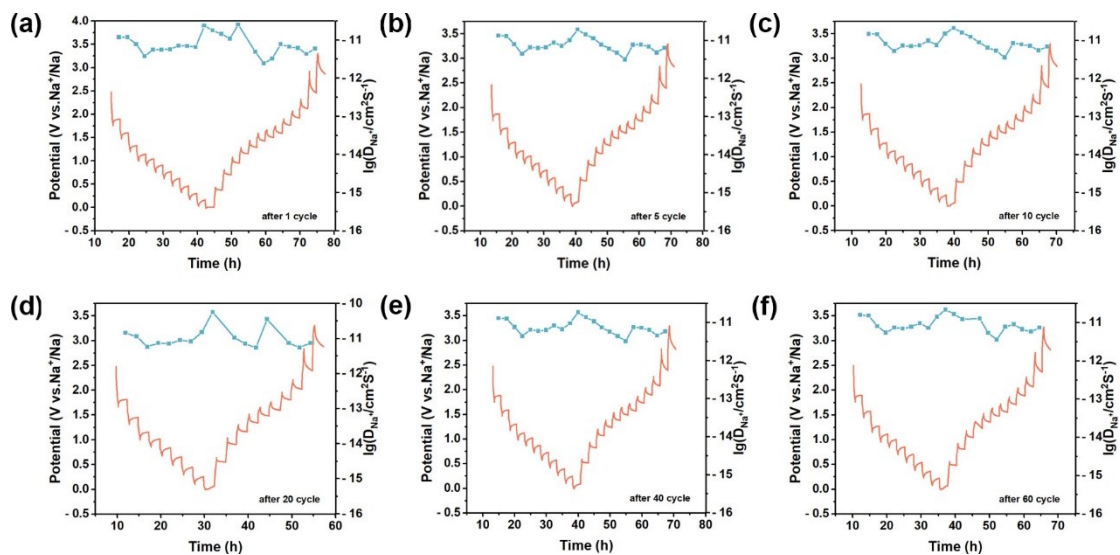 (a)
4.0
3.5
3.0
2.5
2.0
1.5
1.0
0.5
0.0
- 0.5
Potential (V vs.Na⁺/Na)
- 11
- 12
- 13
- 14
- 15
- 16
lg(D_Na⁺/cm²S⁻¹)
after 1 cycle
10 20 30 40 50 60 70 80
Time (h)
(b)
3.5
3.0
2.5
2.0
1.5
1.0
0.5
0.0
- 0.5
Potential (V vs.Na⁺/Na)
- 11
- 12
- 13
- 14
- 15
- 16
lg(D_Na⁺/cm²S⁻¹)
after 5 cycle
0 10 20 30 40 50 60 70 80
Time (h)
(c)
3.5
3.0
2.5
2.0
1.5
1.0
0.5
0.0
- 0.5
Potential (V vs.Na⁺/Na)
- 11
- 12
- 13
- 14
- 15
- 16
lg(D_Na⁺/cm²S⁻¹)
after 10 cycle
0 10 20 30 40 50 60 70 80
Time (h)
(d)
3.5
3.0
2.5
2.0
1.5
1.0
0.5
0.0
- 0.5
Potential (V vs.Na⁺/Na)
- 10
- 11
- 12
- 13
- 14
- 15
- 16
lg(D_Na⁺/cm²S⁻¹)
after 20 cycle
10 20 30 40 50 60
Time (h)
(e)
3.5
3.0
2.5
2.0
1.5
1.0
0.5
0.0
- 0.5
Potential (V vs.Na⁺/Na)
- 11
- 12
- 13
- 14
- 15
- 16
lg(D_Na⁺/cm²S⁻¹)
after 40 cycle
10 20 30 40 50 60 70 80
Time (h)
(f)
3.5
3.0
2.5
2.0
1.5
1.0
0.5
0.0
- 0.5
Potential (V vs.Na⁺/Na)
- 11
- 12
- 13
- 14
- 15
- 16
lg(D_Na⁺/cm²S⁻¹)
after 60 cycle
10 20 30 40 50 60 70 80
Time (h)